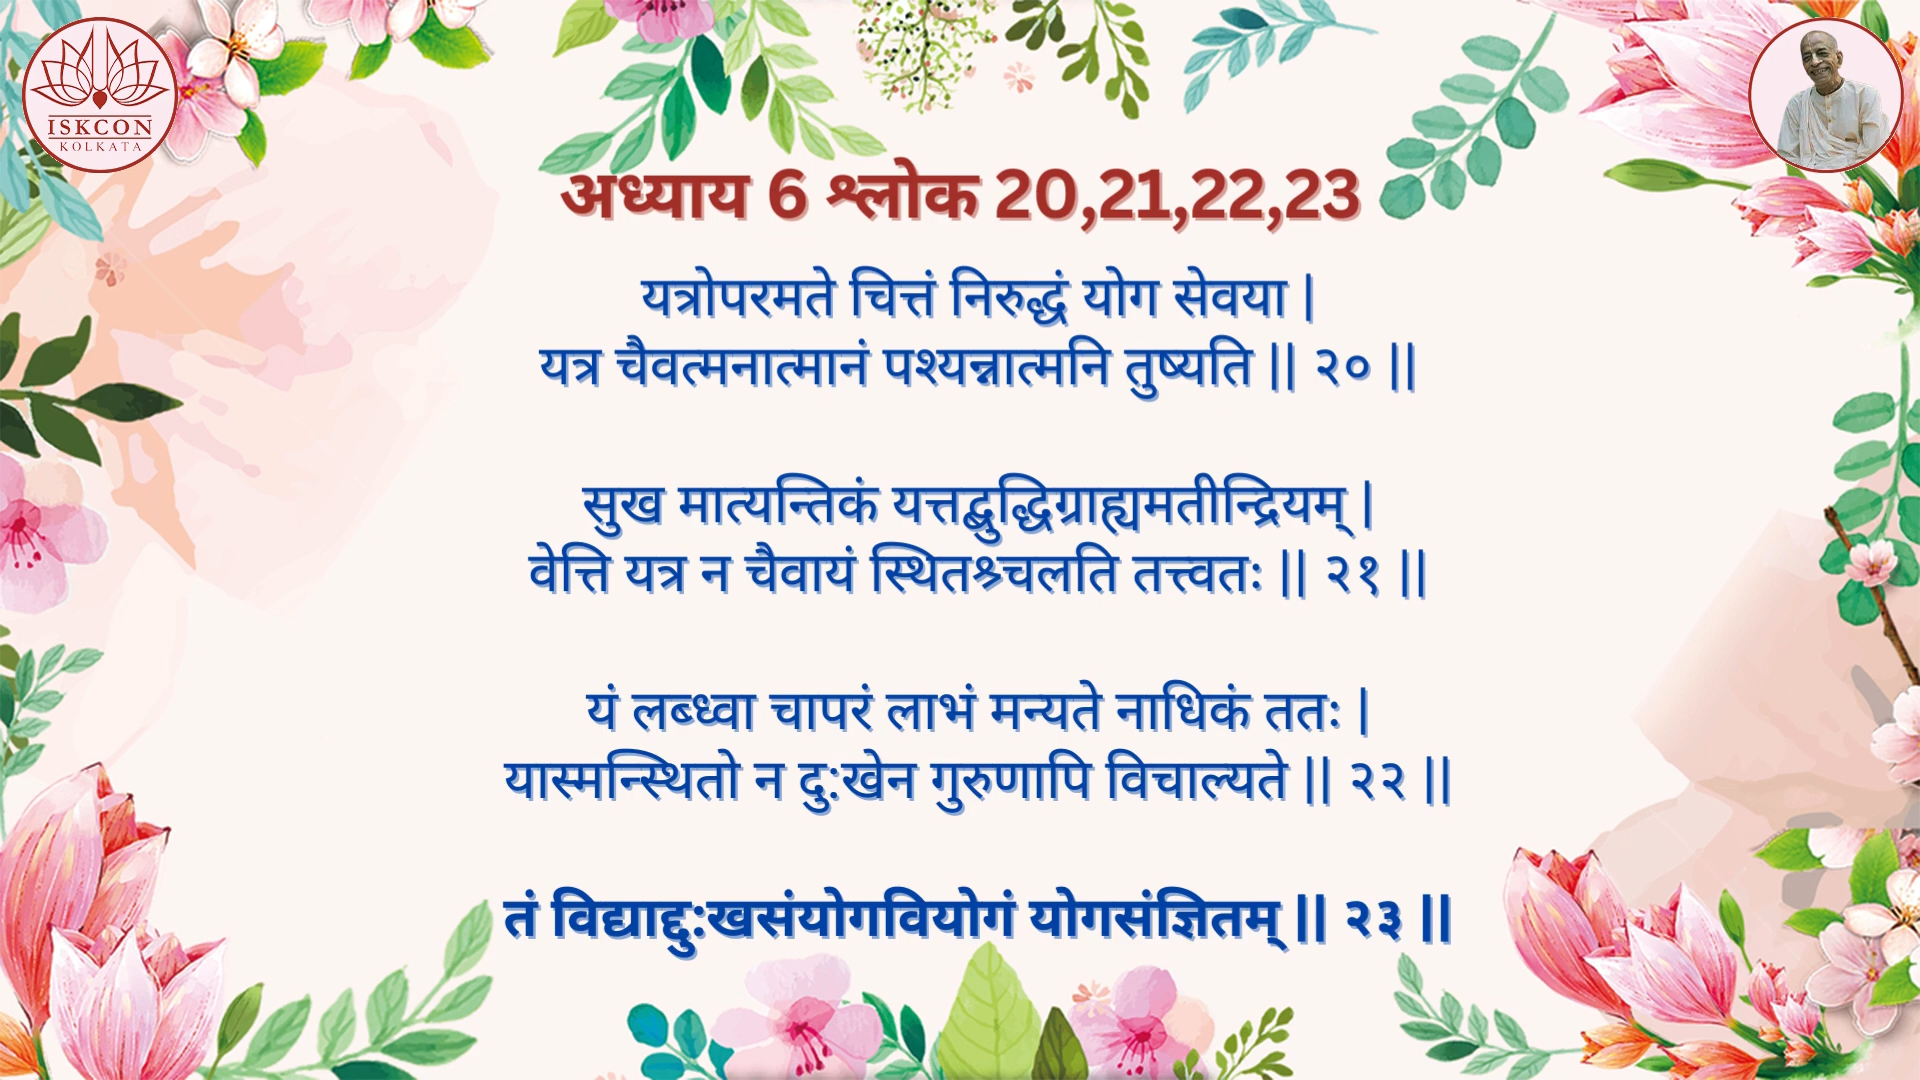 ISKCON
KOLKATA
अध्याय 6 श्लोक 20,21,22,23
यत्रोपरमते चित्तं निरुद्धं योग सेवया |
यत्र चैवत्मनात्मानं पश्यन्नात्मनि तुष्यति || २० ||
सुख मात्यन्तिकं यत्तद्बुद्धिग्राह्यमतीन्द्रियम् |
वेत्ति यत्र न चैवायं स्थितश्र्चलति तत्त्वतः || २१ ||
यं लब्ध्वा चापरं लाभं मन्यते नाधिकं ततः |
यास्मन्स्थितो न दु:खेन गुरुणापि विचाल्यते || २२ ||
तं विद्याद्दु:खसंयोगवियोगं योगसंज्ञितम् || २३ ||